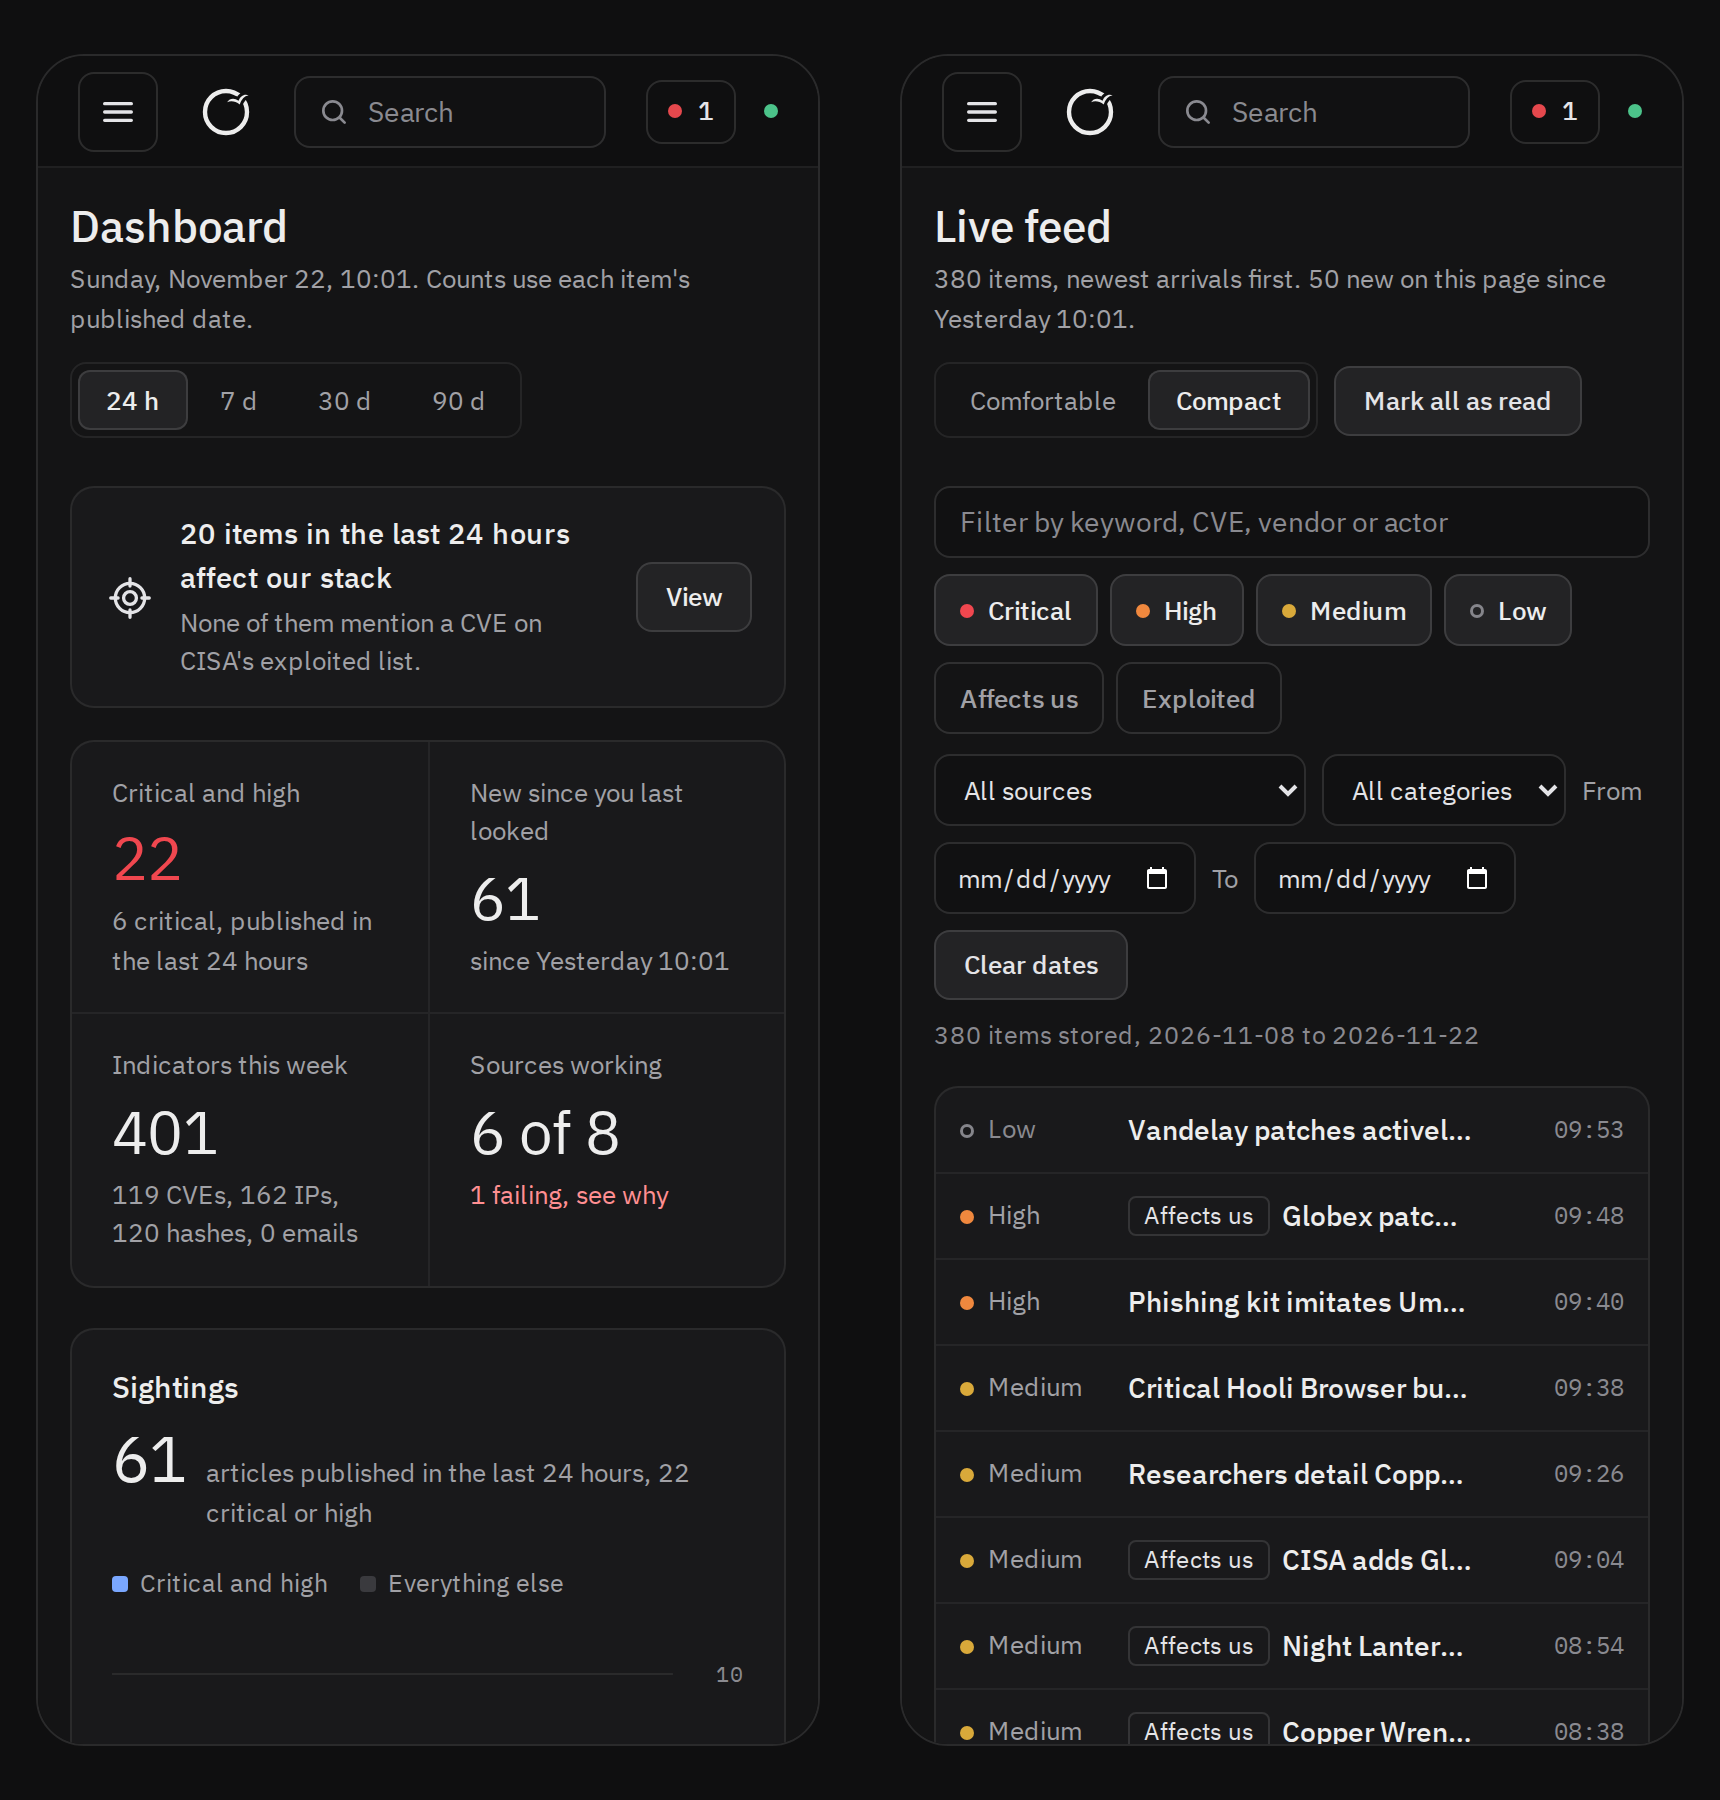 Search
1
Dashboard
Sunday, November 22, 10:01. Counts use each item's
published date.
24 h
7 d
30 d
90 d
20 items in the last 24 hours
affect our stack
None of them mention a CVE on
CISA's exploited list.
View
Critical and high
22
6 critical, published in
the last 24 hours
New since you last
looked
61
since Yesterday 10:01
Indicators this week
401
119 CVEs, 162 IPs,
120 hashes, 0 emails
Sources working
6 of 8
1 failing, see why
Sightings
61 articles published in the last 24 hours, 22
critical or high
Critical and high
Everything else
10
Search
1
Live feed
380 items, newest arrivals first. 50 new on this page since
Yesterday 10:01.
Comfortable
Compact
Mark all as read
Filter by keyword, CVE, vendor or actor
Critical
High
Medium
Low
Affects us
Exploited
All sources
All categories
From
mm/dd/yyyy
To
mm/dd/yyyy
Clear dates
380 items stored, 2026-11-08 to 2026-11-22
Low Vandelay patches activel... 09:53
High Affects us Globex patc... 09:48
High Phishing kit imitates Um... 09:40
Medium Critical Hooli Browser bu... 09:38
Medium Researchers detail Copp... 09:26
Medium Affects us CISA adds Gl... 09:04
Medium Affects us Night Lanter... 08:54
Medium Affects us Copper Wren... 08:38